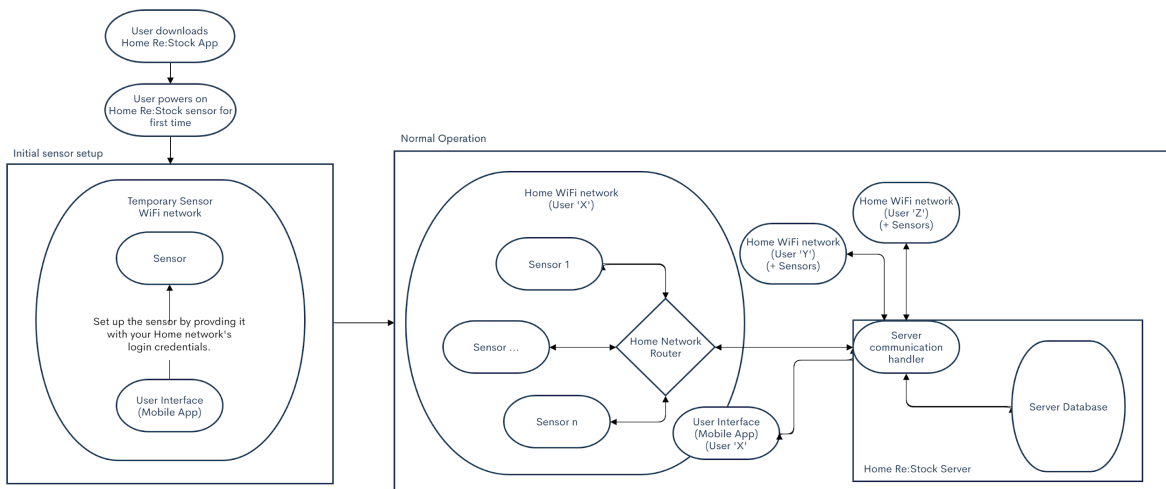 User downloads
Home Re:Stock App
User powers on
Home Re:Stock sensor for
first time
Initial sensor setup
Temporary Sensor
WiFi network
Sensor
Set up the sensor by provding it
with your Home network's
login credentials.
User Interface
(Mobile App)
Normal Operation
Home WiFi network
(User 'X')
Sensor 1
Sensor ...
Sensor n
Home Network
Router
User Interface
(Mobile App)
(User 'X'
Home WiFi network
(User 'Y')
(+ Sensors)
Home WiFi network
(User 'Z')
(+ Sensors)
Server
communication
handler
Server Database
Home Re:Stock Server